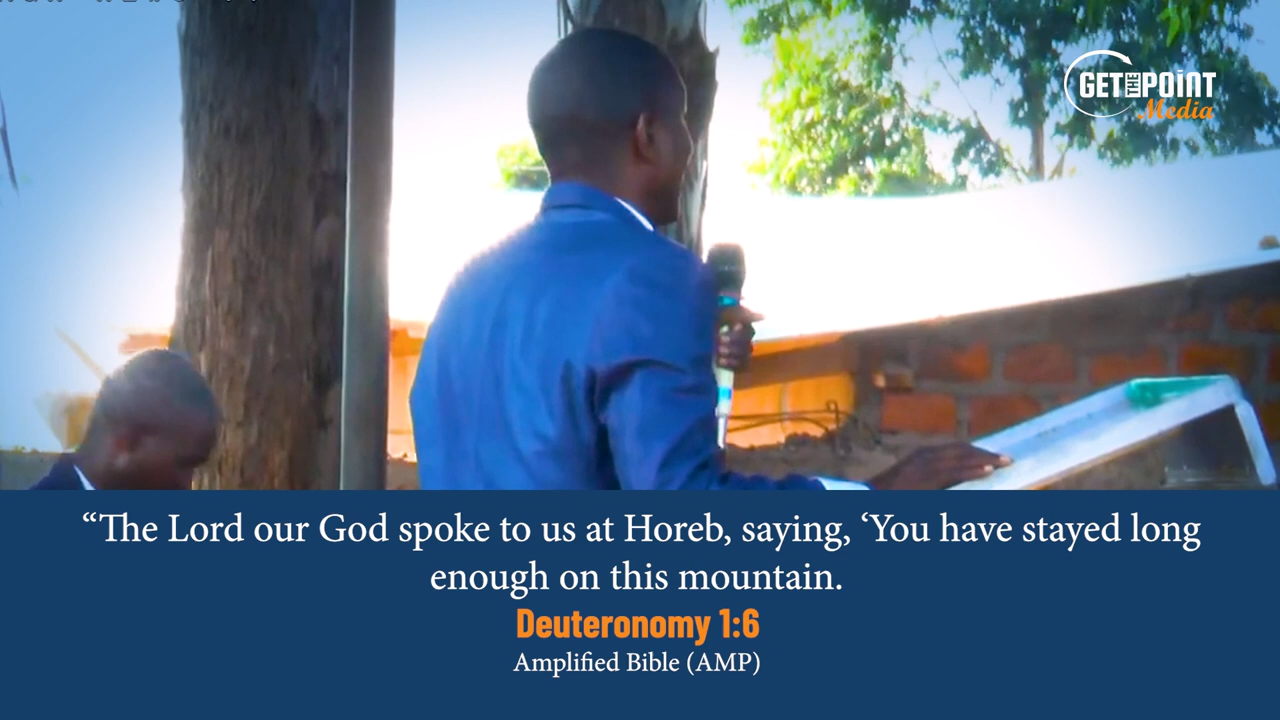 GET THE POINT
Media
“The Lord our God spoke to us at Horeb, saying, ‘You have stayed long
enough on this mountain.
Deuteronomy 1:6
Amplified Bible (AMP)